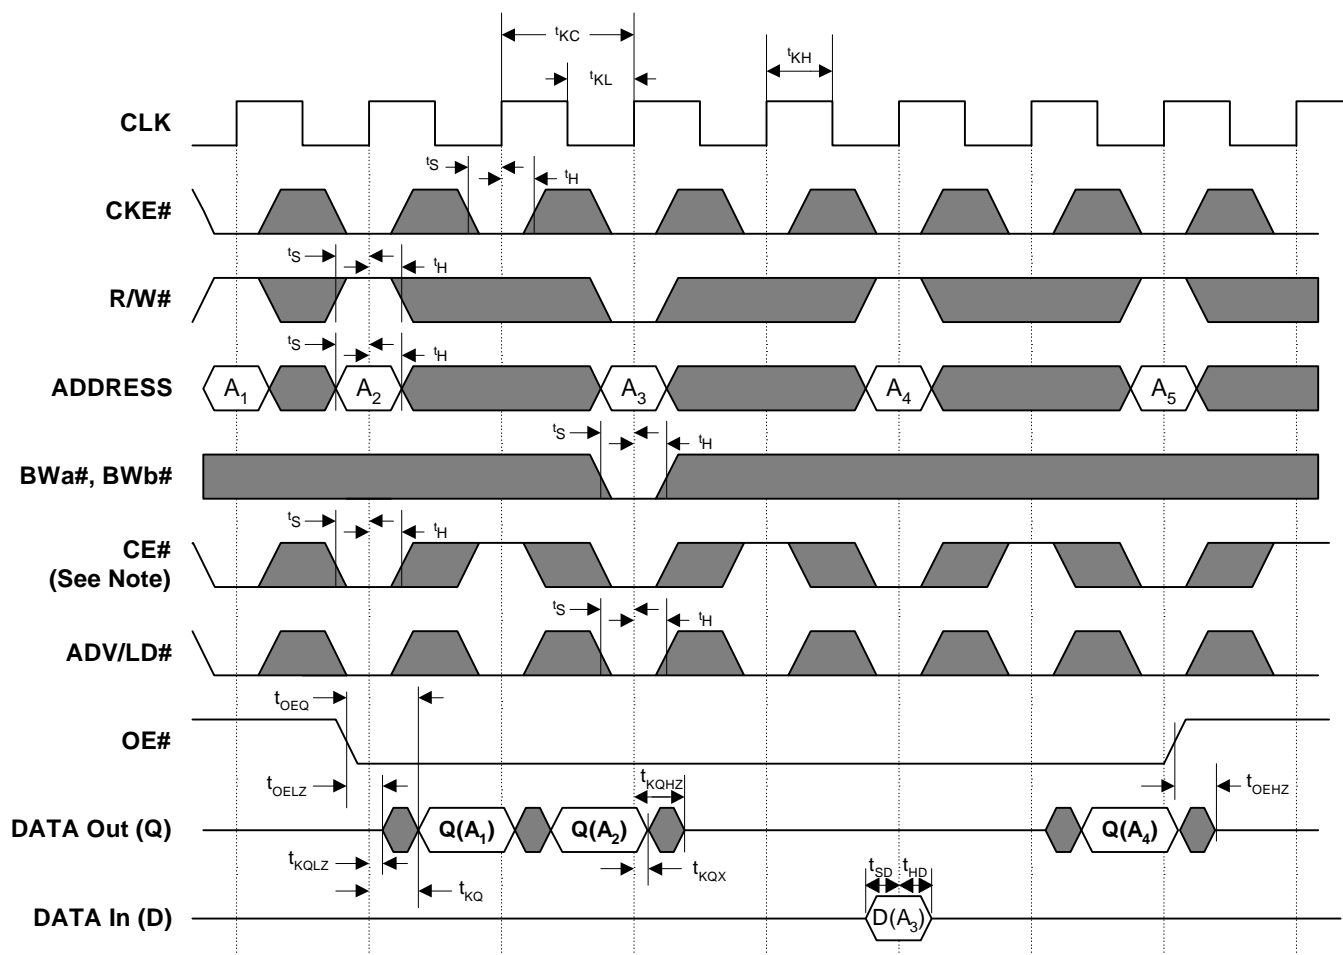 tKC
tKH
tKL
CLK
tS
tH
CKE#
tS
tH
R/W#
tS
tH
ADDRESS
A1
A2
A3
A4
A5
tS
tH
BWa#, BWb#
tS
tH
CE#
(See Note)
tS
tH
ADV/LD#
tOEQ
OE#
tOELZ
tKQHZ
tOEHZ
DATA Out (Q)
Q(A1)
Q(A2)
Q(A4)
tKQLZ
tKQX
tKQ
tSD
tHD
DATA In (D)
D(A3)